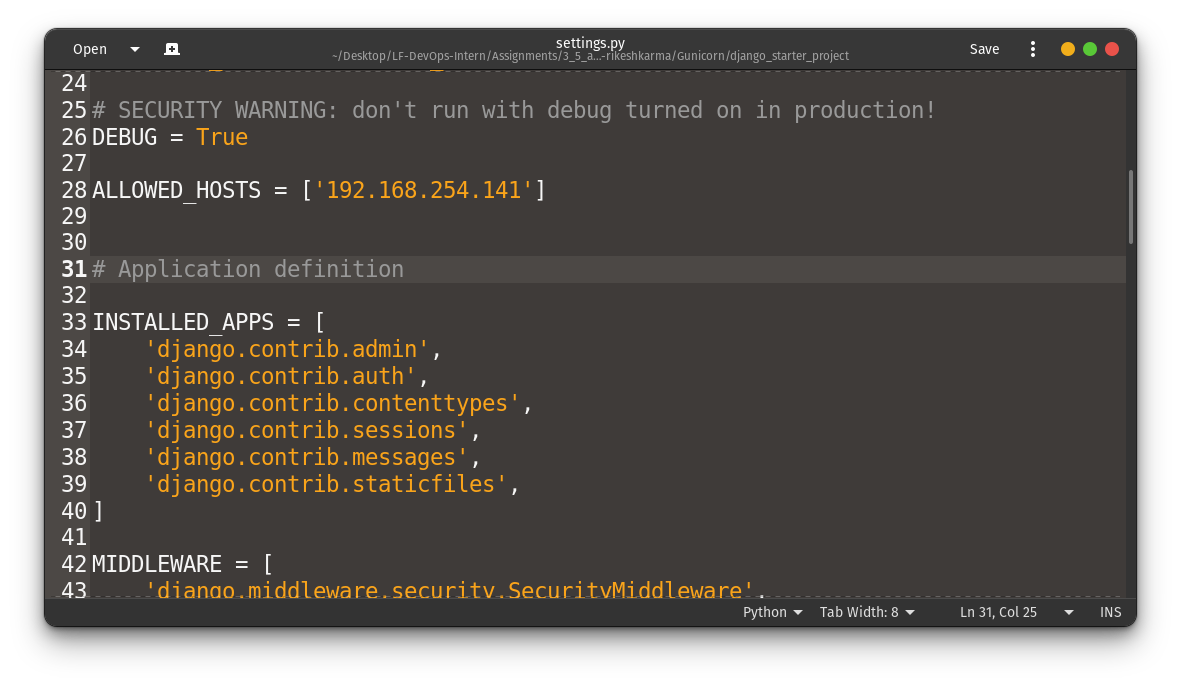 Open
settings.py
~/Desktop/LF-DevOps-Intern/Assignments/3_5_a…-rikeshkarma/Gunicorn/django_starter_project
Save
24
25 # SECURITY WARNING: don't run with debug turned on in production!
26 DEBUG = True
27
28 ALLOWED_HOSTS = ['192.168.254.141']
29
30
31 # Application definition
32
33 INSTALLED_APPS = [
34     'django.contrib.admin',
35     'django.contrib.auth',
36     'django.contrib.contenttypes',
37     'django.contrib.sessions',
38     'django.contrib.messages',
39     'django.contrib.staticfiles',
40 ]
41
42 MIDDLEWARE = [
43     'django.middleware.security.SecurityMiddleware',
Python Tab Width: 8 Ln 31, Col 25 INS